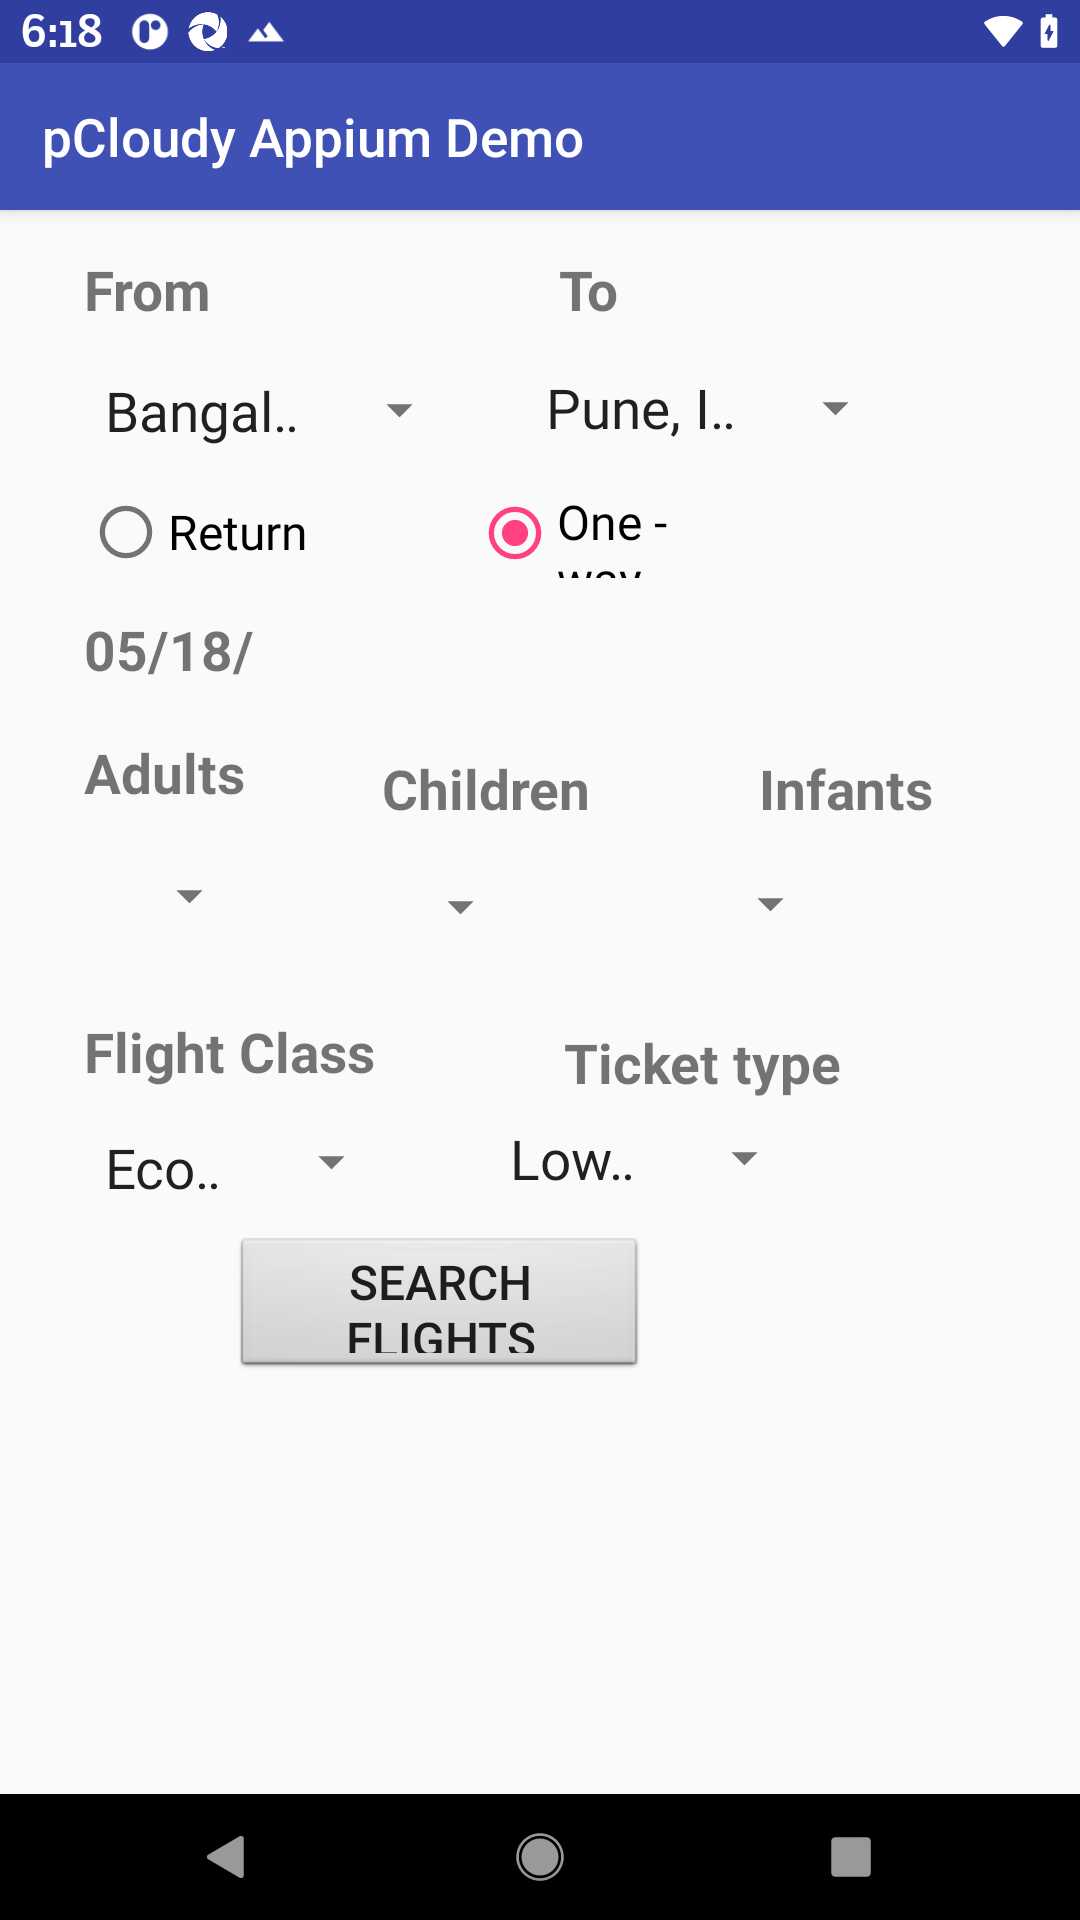 6:18
pCloudy Appium Demo
From To
Bangal.. Pune, I..
Return One -
way
05/18/
Adults Children Infants
Flight Class Ticket type
Eco.. Low..
SEARCH
FLIGHTS